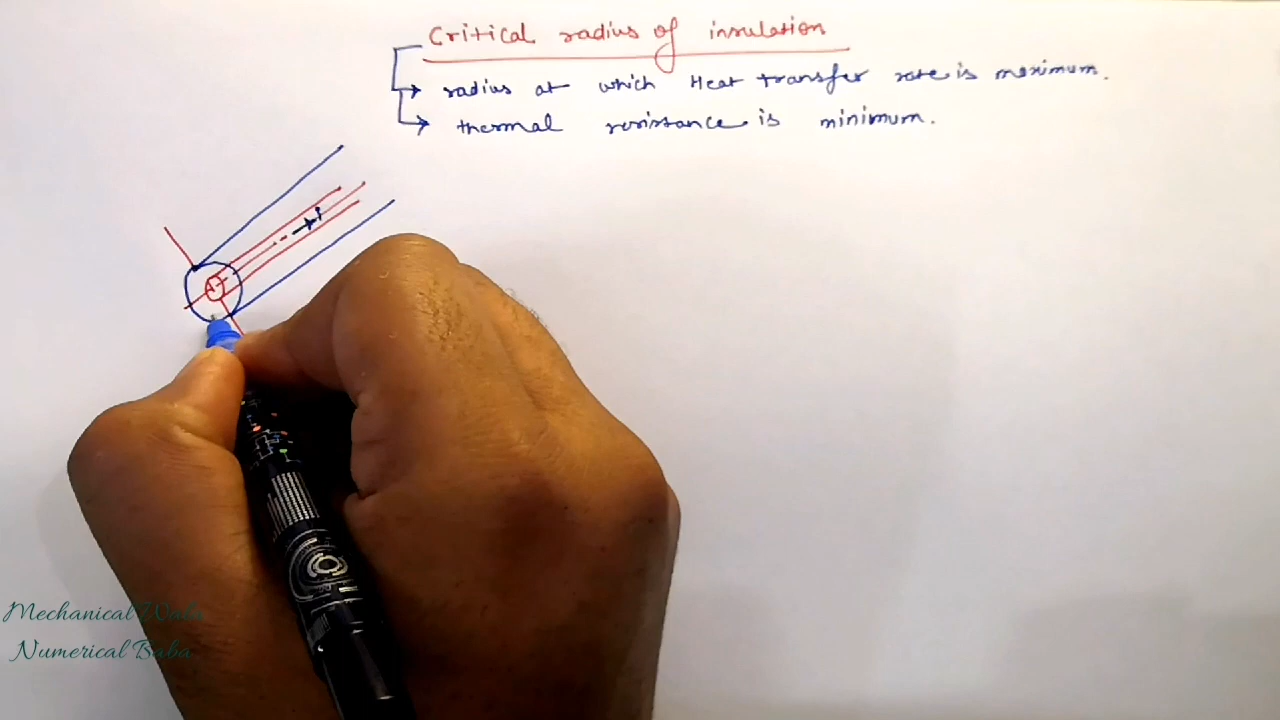 Critical radius of insulation
radius at which Heat transfer rate is maximum.
thermal resistance is minimum.
i
Mechanical Wala
Numerical Baba